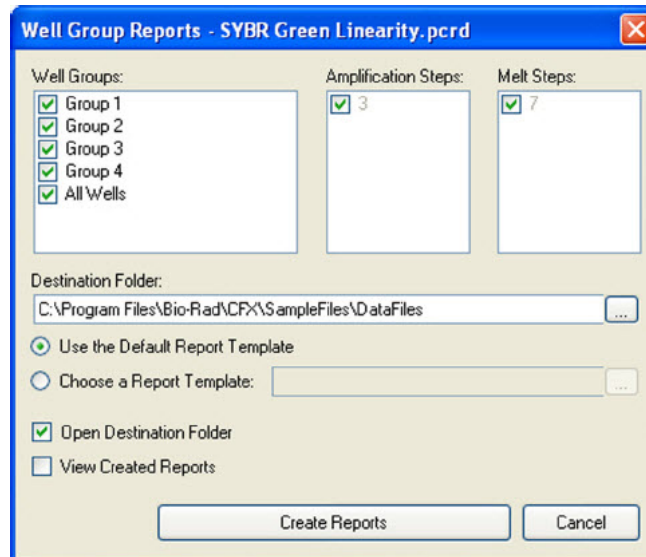 Well Group Reports - SYBR Green Linearity.pcrd
Well Groups:
Group 1
Group 2
Group 3
Group 4
All Wells
Amplification Steps:
3
Melt Steps:
7
Destination Folder:
C:\Program Files\Bio-Rad\CFX\SampleFiles\DataFiles
...
Use the Default Report Template
Choose a Report Template:
...
Open Destination Folder
View Created Reports
Create Reports
Cancel